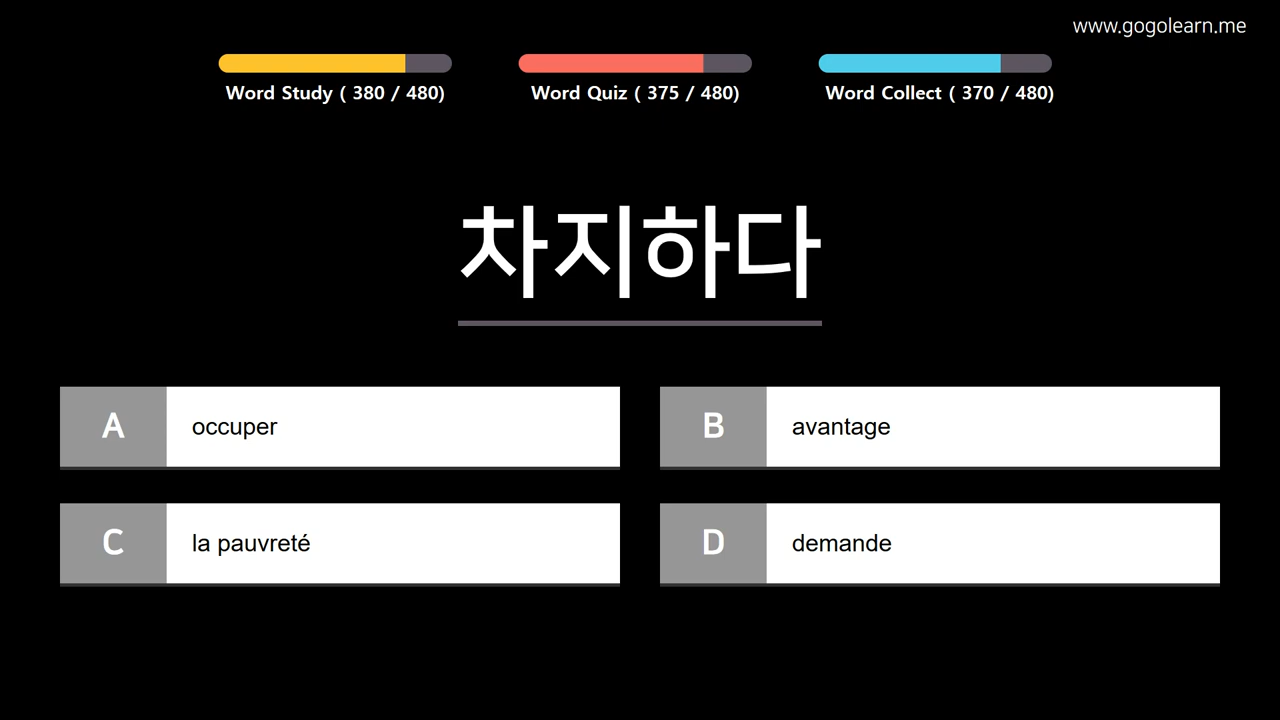 www.gogolearn.me
Word Study ( 380 / 480)
Word Quiz ( 375 / 480)
Word Collect ( 370 / 480)
차지하다
A
occuper
B
avantage
C
la pauvreté
D
demande